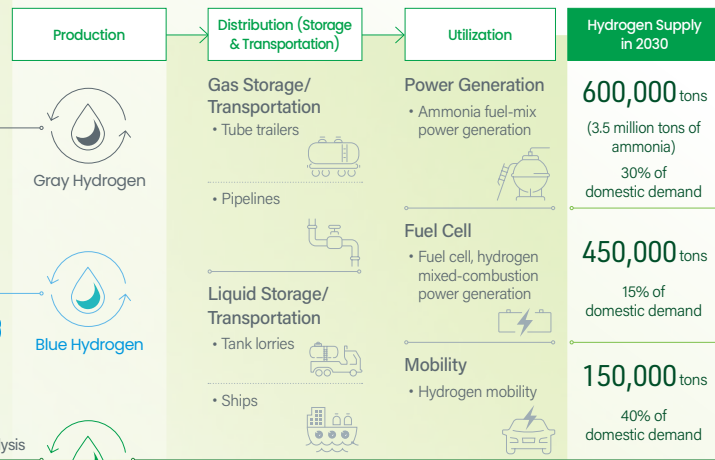 Production
Distribution (Storage
& Transportation)
Utilization
Hydrogen Supply
in 2030
Gray Hydrogen
Blue Hydrogen
lysis
Gas Storage/
Transportation
• Tube trailers
• Pipelines
Liquid Storage/
Transportation
• Tank lorries
• Ships
Power Generation
• Ammonia fuel-mix
power generation
Fuel Cell
• Fuel cell, hydrogen
mixed-combustion
power generation
Mobility
• Hydrogen mobility
600,000 tons
(3.5 million tons of
ammonia)
30% of
domestic demand
450,000 tons
15% of
domestic demand
150,000 tons
40% of
domestic demand